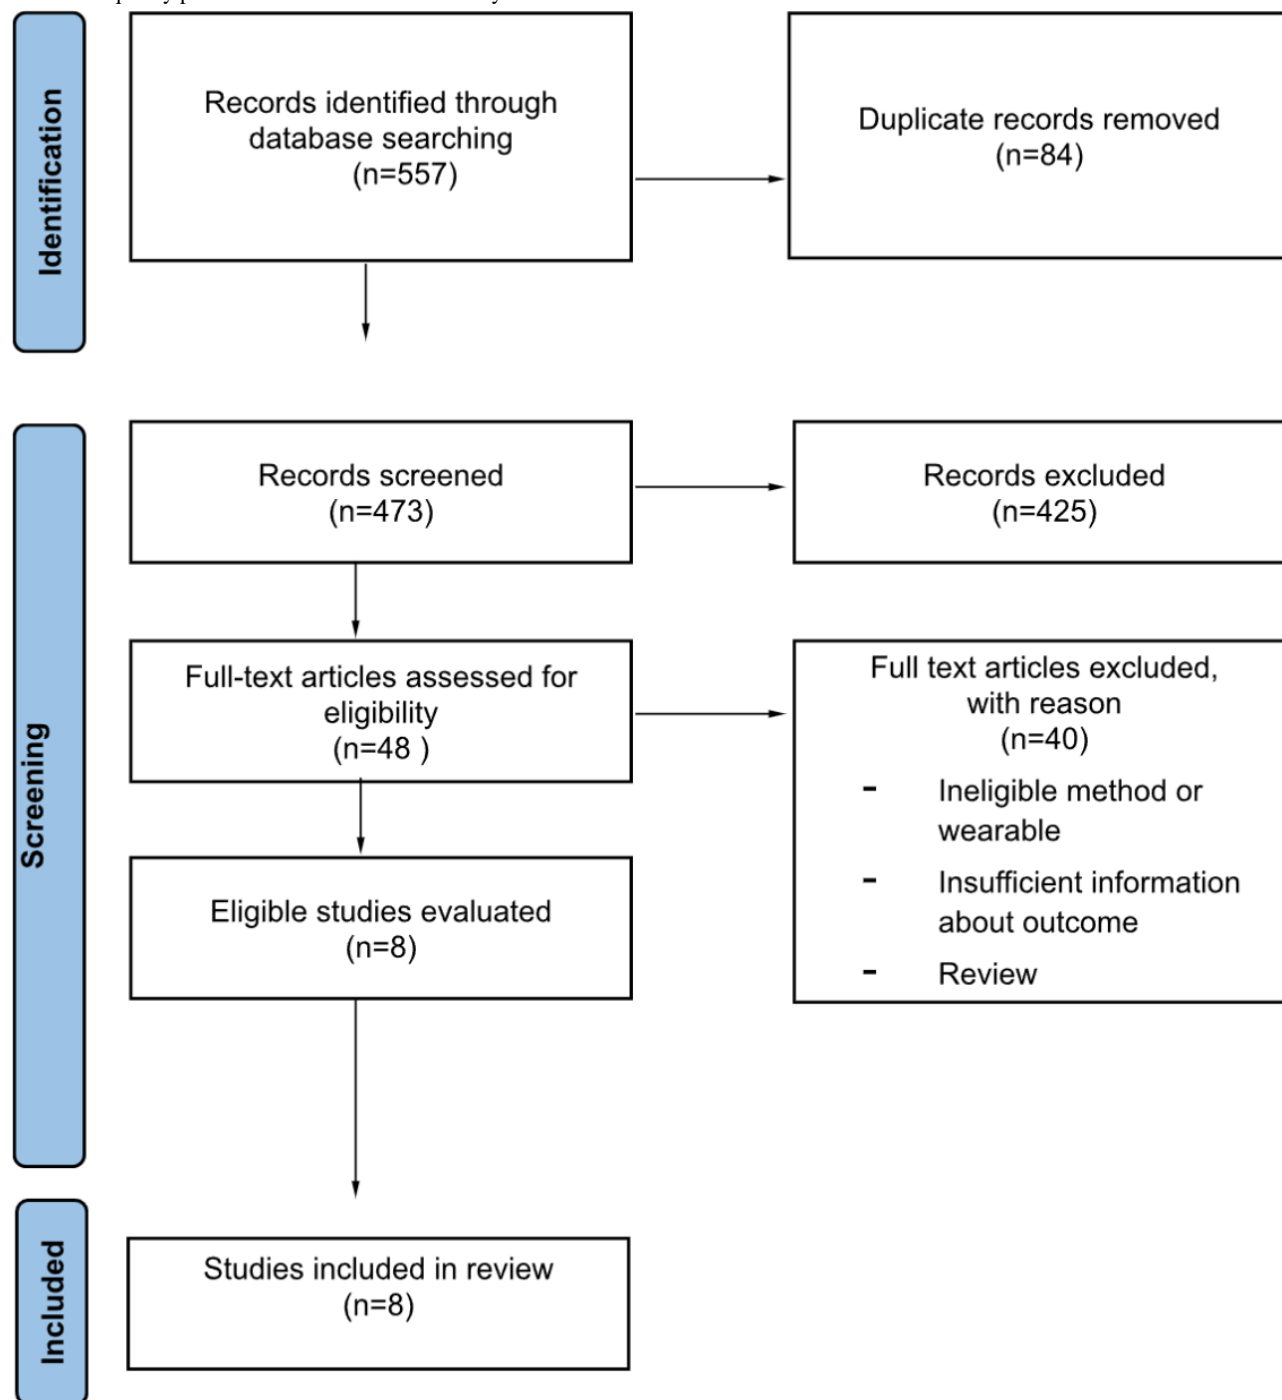 Identification
Records identified through
database searching
(n=557)
Duplicate records removed
(n=84)
Screening
Records screened
(n=473)
Records excluded
(n=425)
Full-text articles assessed for
eligibility
(n=48 )
Full text articles excluded,
with reason
(n=40)
- Ineligible method or
wearable
- Insufficient information
about outcome
- Review
Eligible studies evaluated
(n=8)
Included
Studies included in review
(n=8)